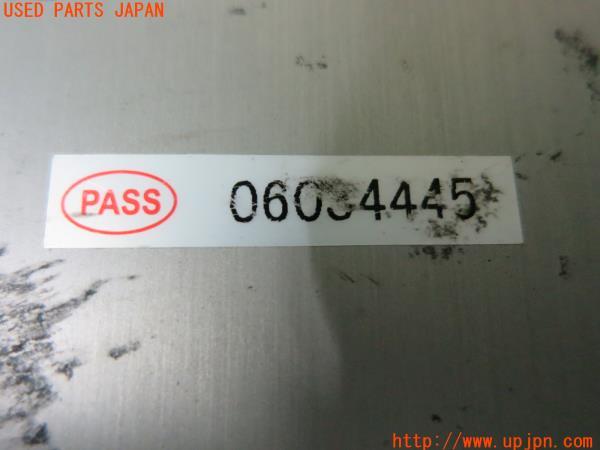 USED PARTS JAPAN
PASS
http://www.upjpn.com/